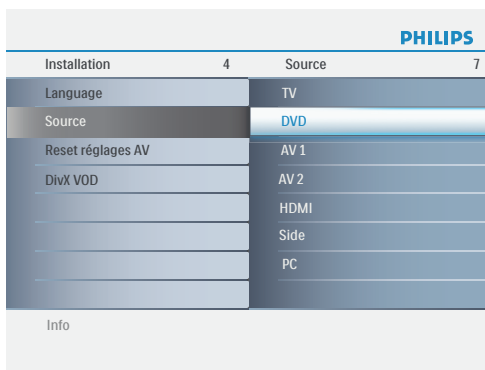 PHILIPS
Installation 4 Source 7
Language TV
Source DVD
Reset réglages AV AV 1
DivX VOD AV 2
HDMI
Side
PC
Info